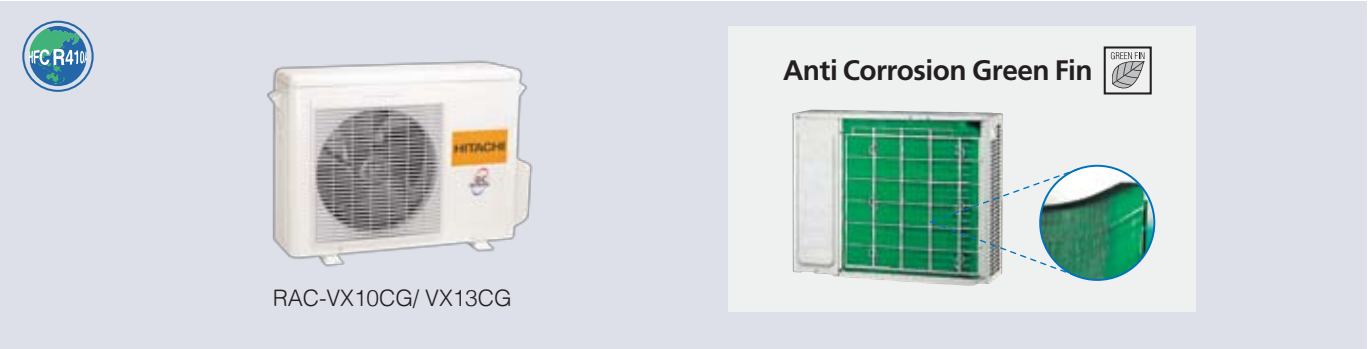 HFC R410A
RAC-VX10CG/ VX13CG
HITACHI
Anti Corrosion Green Fin
GREEN FIN